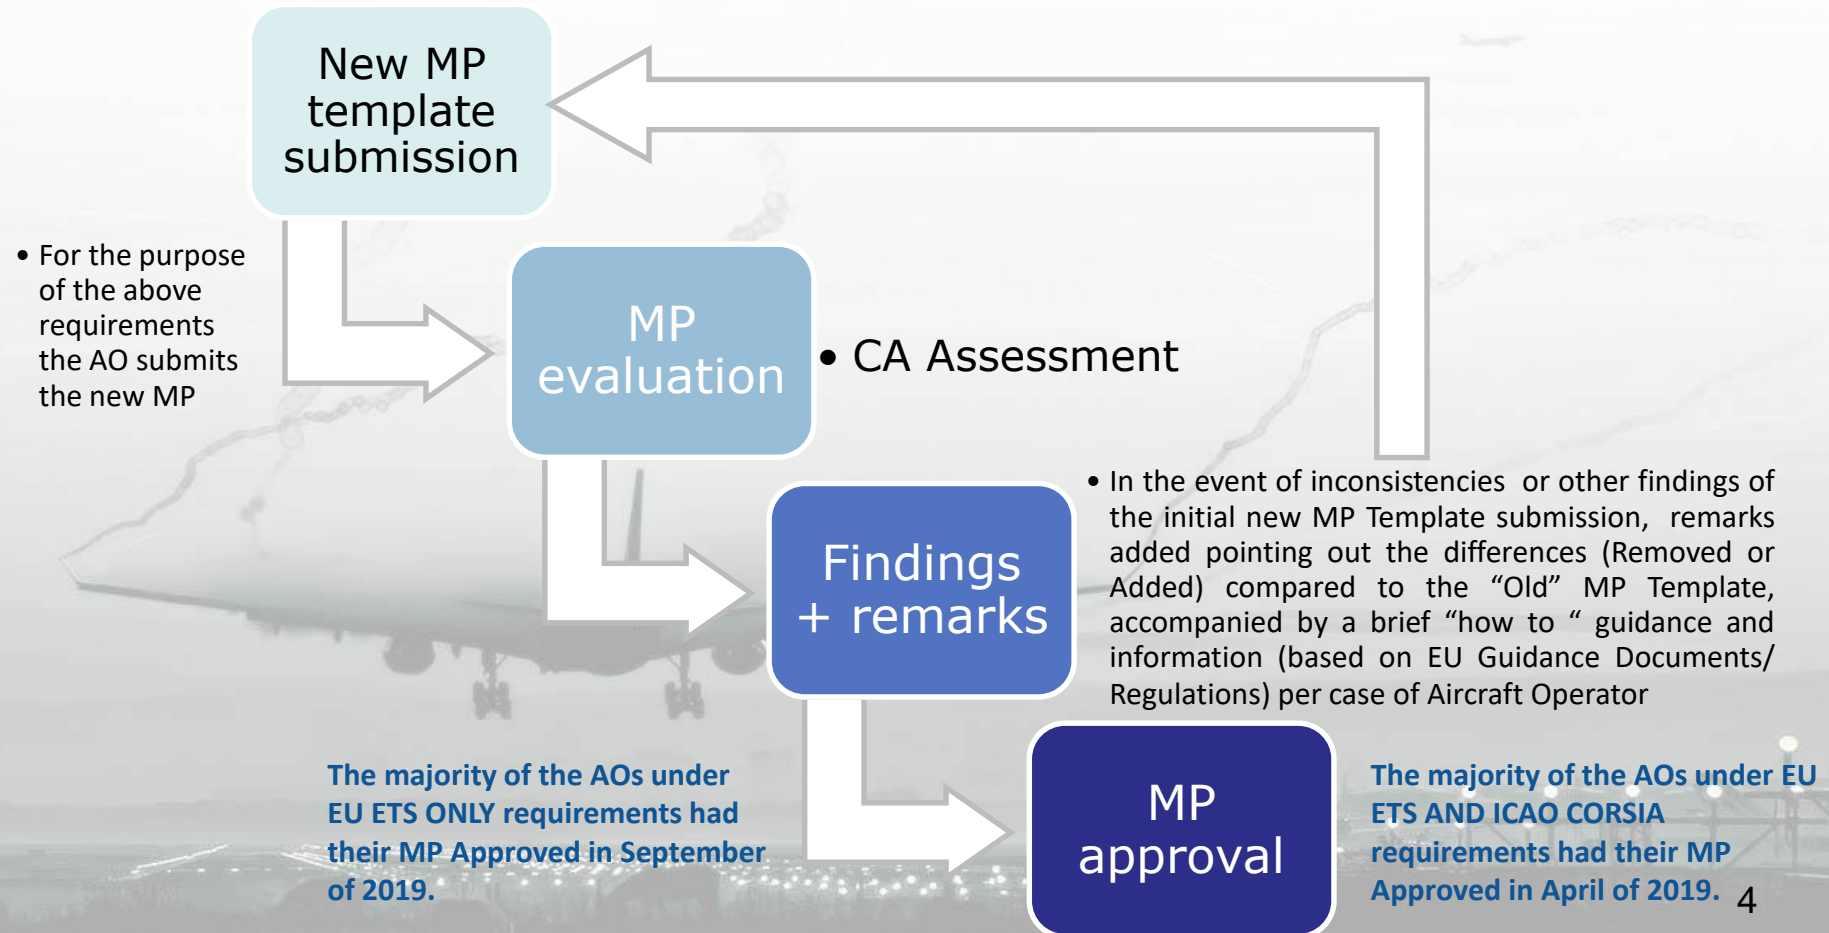 New MP
template
submission
• For the purpose
of the above
requirements
the AO submits
the new MP
MP
evaluation
• CA Assessment
Findings
+ remarks
• In the event of inconsistencies or other findings of
the initial new MP Template submission, remarks
added pointing out the differences (Removed or
Added) compared to the “Old” MP Template,
accompanied by a brief “how to “ guidance and
information (based on EU Guidance Documents/
Regulations) per case of Aircraft Operator
The majority of the AOs under
EU ETS ONLY requirements had
their MP Approved in September
of 2019.
MP
approval
The majority of the AOs under EU
ETS AND ICAO CORSIA
requirements had their MP
Approved in April of 2019.
4